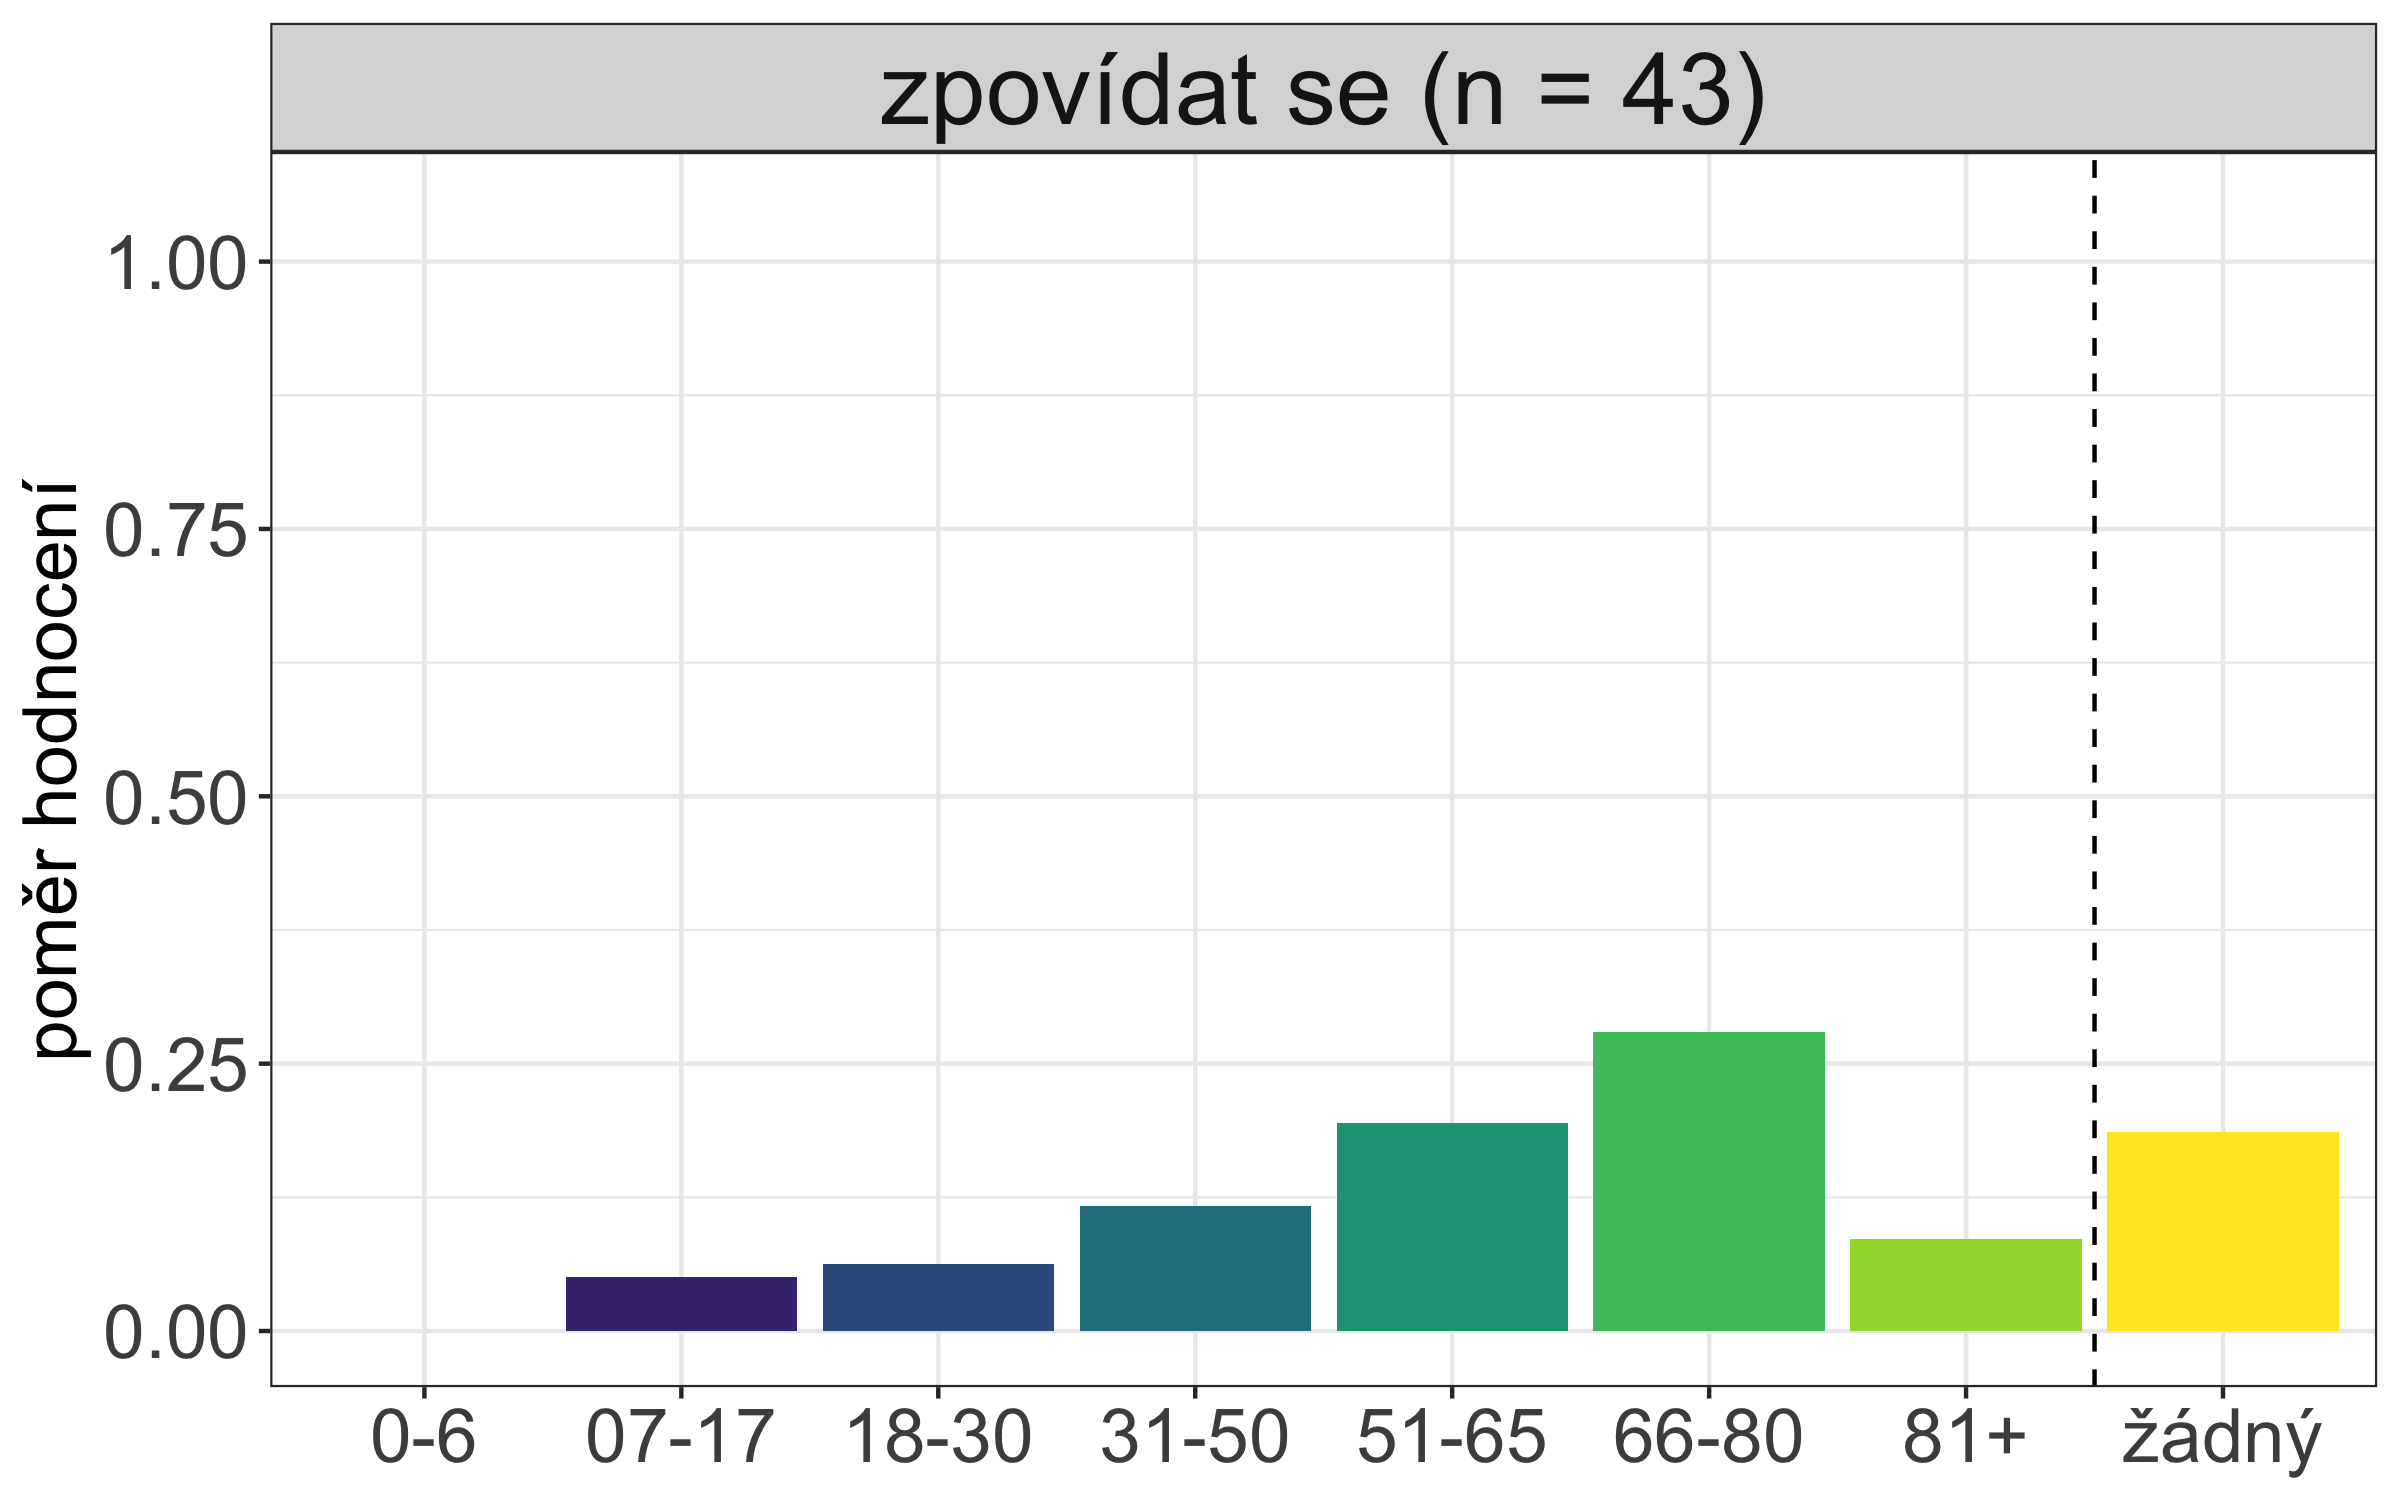 zpovídat se (n = 43)
poměr hodnocení
1.00
0.75
0.50
0.25
0.00
0-6 07-17 18-30 31-50 51-65 66-80 81+ žádný